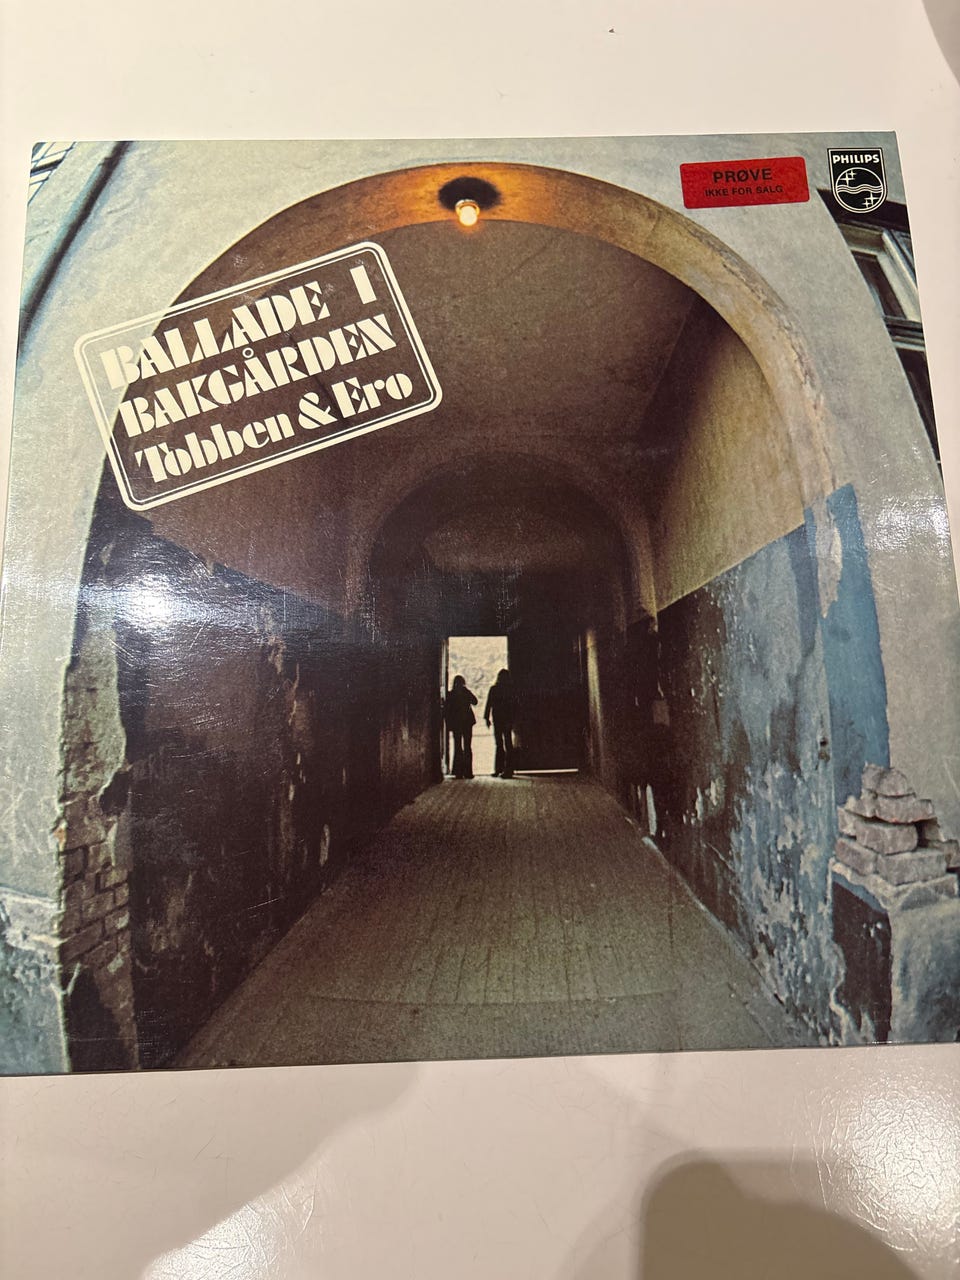 PRØVE
IKKE FOR SALG
PHILIPS
BALLADE I
BAKGÅRDEN
Tobben & Ero